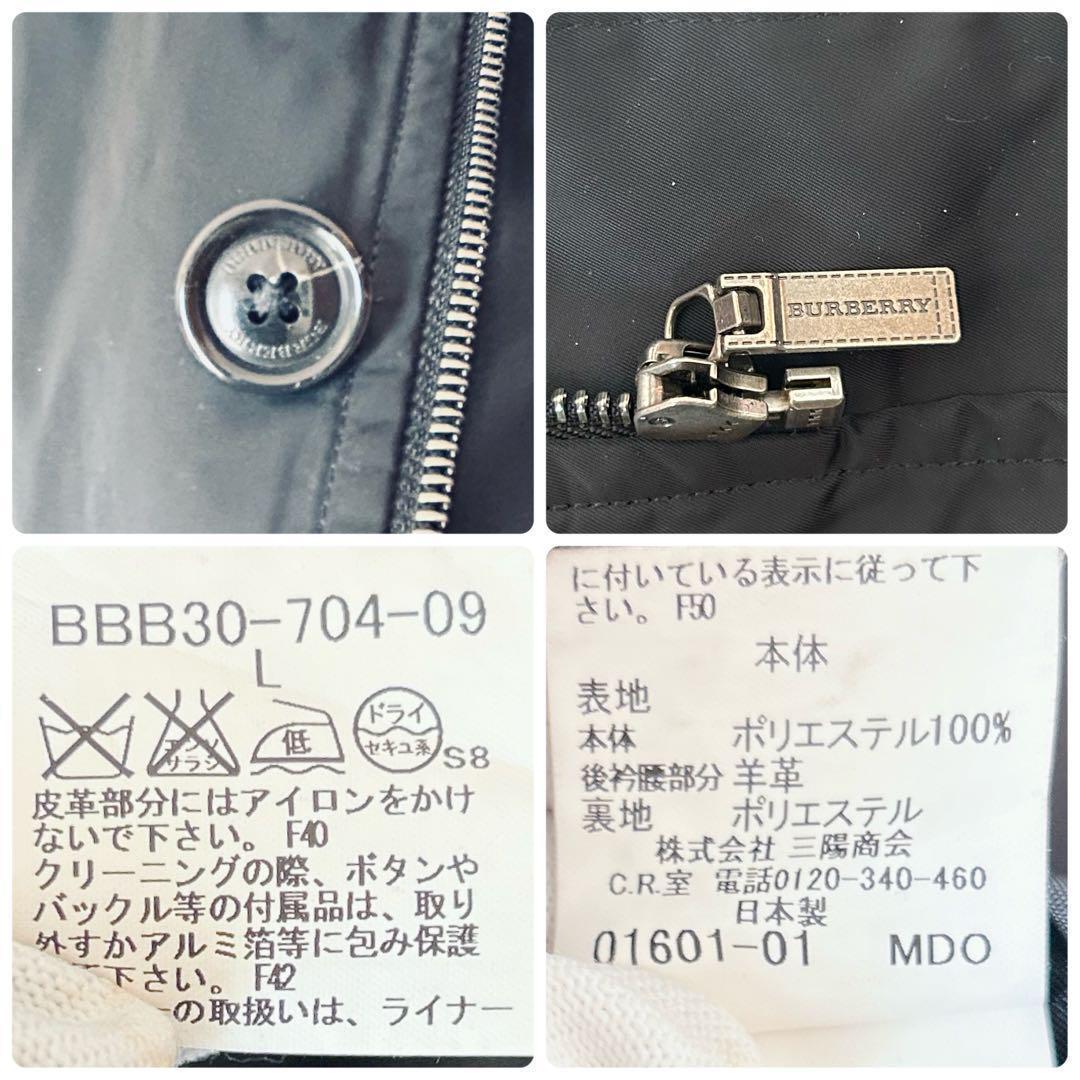 BURBERRY
BURBERRY
BURBERRY
BBB30-704-09
L
エンソ
サラシ
低
ドライ
セキユ系
S8
皮革部分にはアイロンをかけ
ないで下さい。 F40
クリーニングの際、ボタンや
バックル等の付属品は、取り
外すかアルミ箔等に包み保護
下さい。 F42
の取扱いは、ライナー
に付いている表示に従って下
さい。 F50
本体
表地
本体 ポリエステル100%
後衿腰部分 羊革
裏地 ポリエステル
株式会社 三陽商会
C.R.室 電話0120-340-460
日本製
01601-01 MDO